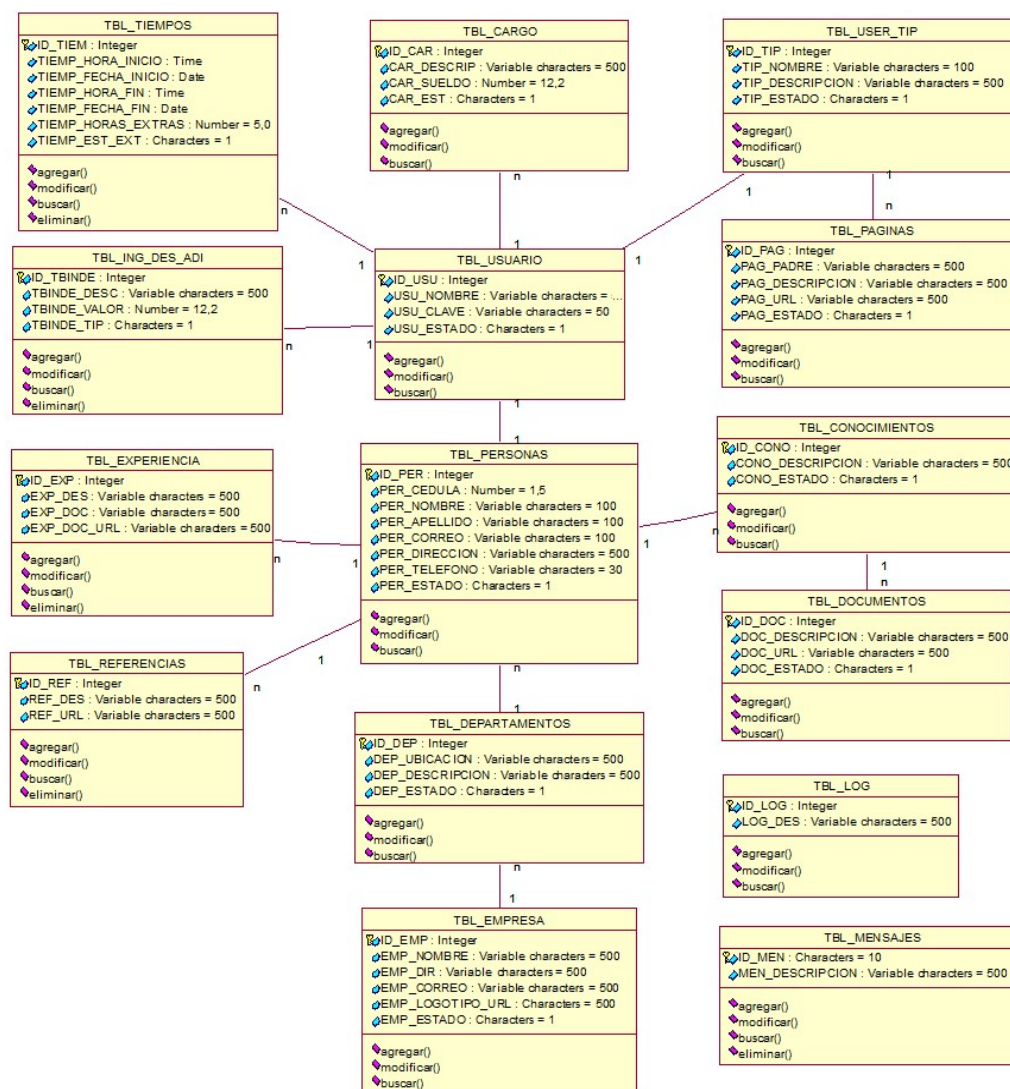 TBL_TIEMPOS
ID_TIEM : Integer
TIEMP_HORA_INICIO : Time
TIEMP_FECHA_INICIO : Date
TIEMP_HORA_FIN : Time
TIEMP_FECHA_FIN : Date
TIEMP_HORAS_EXTRAS : Number = 5,0
TIEMP_EST_EXT : Characters = 1
agregar()
modificar()
buscar()
eliminar()
n
1
TBL_CARGO
ID_CAR : Integer
CAR_DESCRIP : Variable characters = 500
CAR_SUELDO : Number = 12,2
CAR_EST : Characters = 1
agregar()
modificar()
buscar()
n
1
TBL_USER_TIP
ID_TIP : Integer
TIP_NOMBRE : Variable characters = 100
TIP_DESCRIPCION : Variable characters = 500
TIP_ESTADO : Characters = 1
agregar()
modificar()
buscar()
1
1
1
n
TBL_ING_DES_ADI
ID_TBINDE : Integer
TBINDE_DESC : Variable characters = 500
TBINDE_VALOR : Number = 12,2
TBINDE_TIP : Characters = 1
agregar()
modificar()
buscar()
eliminar()
n
1
TBL_USUARIO
ID_USU : Integer
USU_NOMBRE : Variable characters = ...
USU_CLAVE : Variable characters = 50
USU_ESTADO : Characters = 1
agregar()
modificar()
buscar()
1
1
TBL_PAGINAS
ID_PAG : Integer
PAG_PADRE : Variable characters = 500
PAG_DESCRIPCION : Variable characters = 500
PAG_URL : Variable characters = 500
PAG_ESTADO : Characters = 1
agregar()
modificar()
buscar()
TBL_EXPERIENCIA
ID_EXP : Integer
EXP_DES : Variable characters = 500
EXP_DOC : Variable characters = 500
EXP_DOC_URL : Variable characters = 500
agregar()
modificar()
buscar()
eliminar()
n
1
TBL_PERSONAS
ID_PER : Integer
PER_CEDULA : Number = 1,5
PER_NOMBRE : Variable characters = 100
PER_APELLIDO : Variable characters = 100
PER_CORREO : Variable characters = 100
PER_DIRECCION : Variable characters = 500
PER_TELEFONO : Variable characters = 30
PER_ESTADO : Characters = 1
agregar()
modificar()
buscar()
1
n
TBL_CONOCIMIENTOS
ID_CONO : Integer
CONO_DESCRIPCION : Variable characters = 500
CONO_ESTADO : Characters = 1
agregar()
modificar()
buscar()
1
n
TBL_DOCUMENTOS
ID_DOC : Integer
DOC_DESCRIPCION : Variable characters = 500
DOC_URL : Variable characters = 500
DOC_ESTADO : Characters = 1
agregar()
modificar()
buscar()
TBL_REFERENCIAS
ID_REF : Integer
REF_DES : Variable characters = 500
REF_URL : Variable characters = 500
agregar()
modificar()
buscar()
eliminar()
1
n
n
1
TBL_DEPARTAMENTOS
ID_DEP : Integer
DEP_UBICACION : Variable characters = 500
DEP_DESCRIPCION : Variable characters = 500
DEP_ESTADO : Characters = 1
agregar()
modificar()
buscar()
n
1
TBL_LOG
ID_LOG : Integer
LOG_DES : Variable characters = 500
agregar()
modificar()
buscar()
TBL_EMPRESA
ID_EMP : Integer
EMP_NOMBRE : Variable characters = 500
EMP_DIR : Variable characters = 500
EMP_CORREO : Variable characters = 500
EMP_LOGOTIPO_URL : Characters = 500
EMP_ESTADO : Characters = 1
agregar()
modificar()
buscar()
TBL_MENSAJES
ID_MEN : Characters = 10
MEN_DESCRIPCION : Variable characters = 500
agregar()
modificar()
buscar()
eliminar()